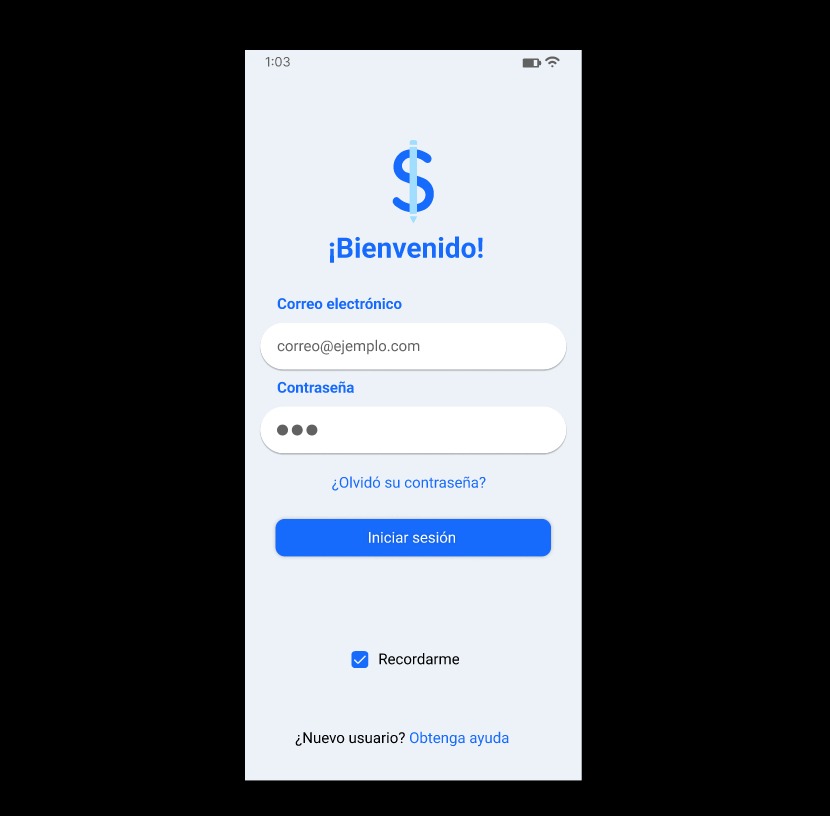 1:03
$
¡Bienvenido!
Correo electrónico
correo@ejemplo.com
Contraseña
¿Olvidó su contraseña?
Iniciar sesión
Recordarme
¿Nuevo usuario? Obtenga ayuda